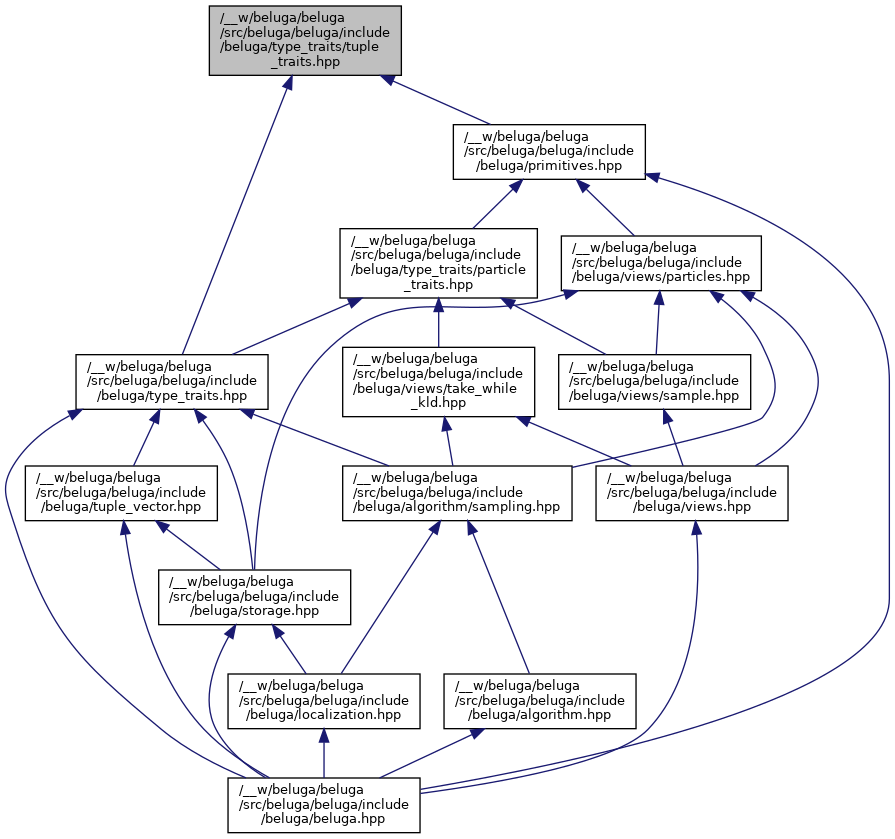 /__w/beluga/beluga
/src/beluga/beluga/include
/beluga/type_traits/tuple
_traits.hpp
/__w/beluga/beluga
/src/beluga/beluga/include
/beluga/primitives.hpp
/__w/beluga/beluga
/src/beluga/beluga/include
/beluga/type_traits/particle
_traits.hpp
/__w/beluga/beluga
/src/beluga/beluga/include
/beluga/views/particles.hpp
/__w/beluga/beluga
/src/beluga/beluga/include
/beluga/type_traits.hpp
/__w/beluga/beluga
/src/beluga/beluga/include
/beluga/views/take_while
_kld.hpp
/__w/beluga/beluga
/src/beluga/beluga/include
/beluga/views/sample.hpp
/__w/beluga/beluga
/src/beluga/beluga/include
/beluga/tuple_vector.hpp
/__w/beluga/beluga
/src/beluga/beluga/include
/beluga/algorithm/sampling.hpp
/__w/beluga/beluga
/src/beluga/beluga/include
/beluga/views.hpp
/__w/beluga/beluga
/src/beluga/beluga/include
/beluga/storage.hpp
/__w/beluga/beluga
/src/beluga/beluga/include
/beluga/localization.hpp
/__w/beluga/beluga
/src/beluga/beluga/include
/beluga/algorithm.hpp
/__w/beluga/beluga
/src/beluga/beluga/include
/beluga/beluga.hpp